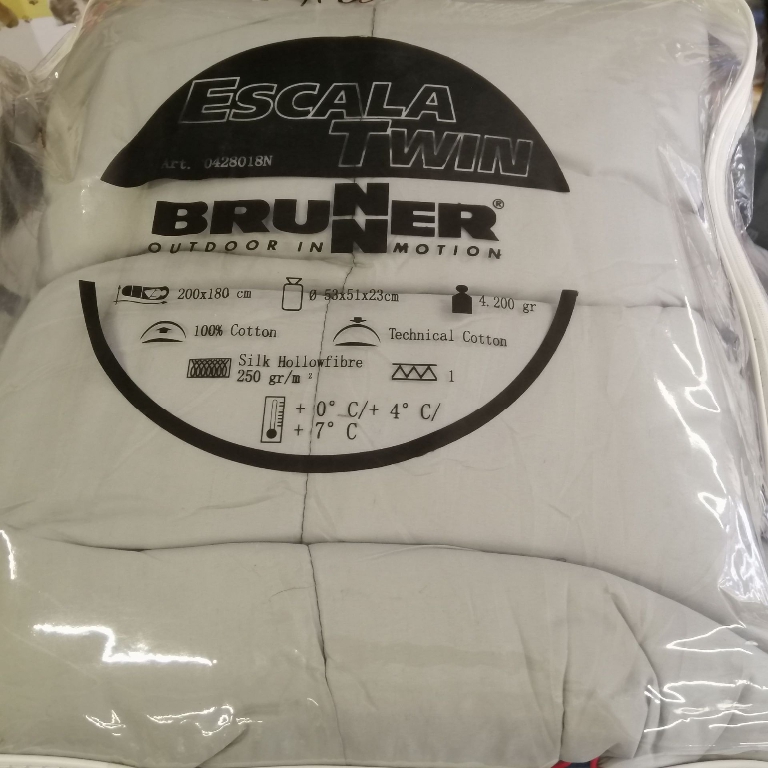 ESCALA
TWIN
Art. 0428018N
BRUNNER®
OUTDOOR IN MOTION
200x180 cm
Ø 53x51x23cm
4.200 gr
100% Cotton
Technical Cotton
Silk Hollowfibre
250 gr/m²
1
+ 0° C/+ 4° C/
+ 7° C